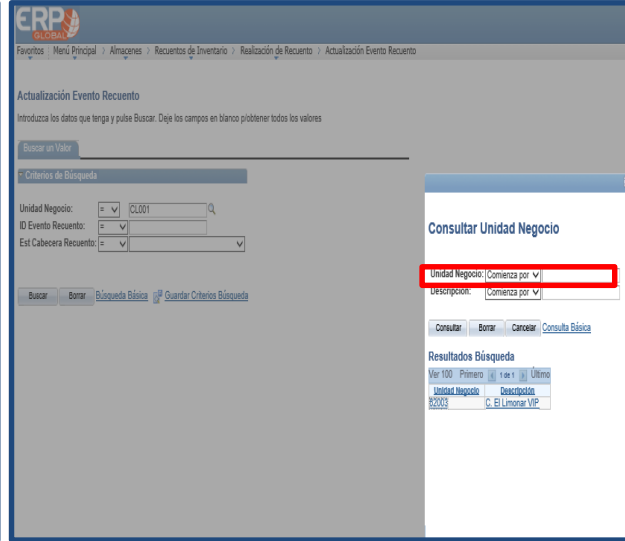 ERP
GLOBAL
Favoritos Menú Principal > Almacenes > Recuentos de Inventario > Realización de Recuento > Actualización Evento Recuento
Actualización Evento Recuento
Introduzca los datos que tenga y pulse Buscar. Deje los campos en blanco p/obtener todos los valores
Buscar un Valor
Criterios de Búsqueda
Unidad Negocio: = CL001
ID Evento Recuento: =
Est Cabecera Recuento: =
Buscar Borrar Búsqueda Básica Guardar Criterios Búsqueda
Consultar Unidad Negocio
Unidad Negocio: Comienza por
Descripción: Comienza por
Consultar Borrar Cancelar Consulta Básica
Resultados Búsqueda
Ver 100 Primero 1 de 1 Último
Unidad Negocio Descripción
62003 C. El Limonar VIP